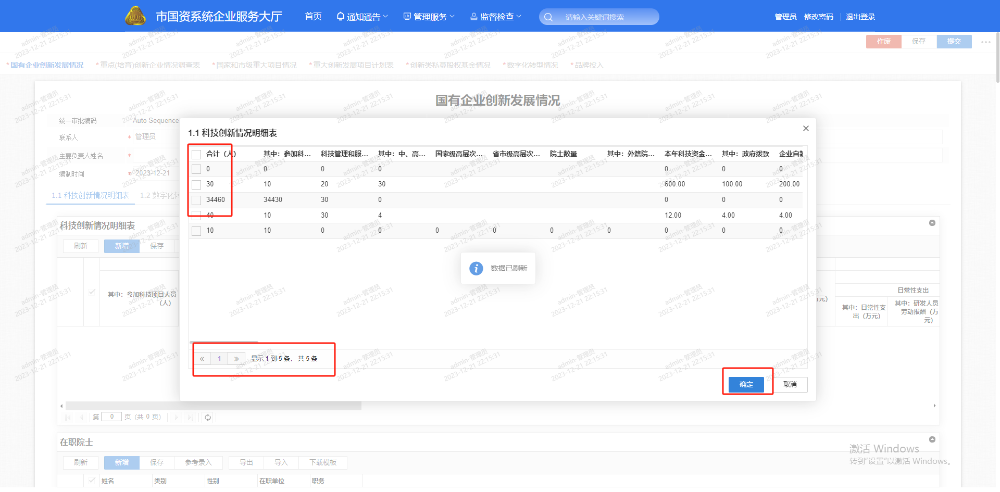 市国资系统企业服务大厅 首页 通知通告 管理服务 监督检查 请输入关键词搜索 管理员 修改密码 退出登录
作废 保存 提交
*国有企业创新发展情况 *重点(培育)创新企业情况调查表 *国家和市级重大项目情况 *重大创新发展项目计划表 *创新类私募股权基金情况 *数字化转型情况 *品牌投入
国有企业创新发展情况
统一审批编码 Auto Sequence
联系人 * 管理员
主要负责人姓名 *
编制时间 * 2023-12-21
1.1 科技创新情况明细表 1.2 数字化转
科技创新情况明细表
刷新 新增 保存
其中：参加科技项目人员（人）
万元）
日常性支出
其中：日常性支出（万元）
其中：研发人员劳动报酬（万元）
1.1 科技创新情况明细表
合计（人） 其中：参加科... 科技管理和服... 其中：中、高... 国家级高层次... 省市级高层次... 院士数量 其中：外籍院... 本年科技资金... 其中：政府拨款 企业自筹
0 0 0 0 0 0 0
30 10 20 30 600.00 100.00 200.00
34460 34430 30 0 0 0 0
40 10 30 4 12.00 4.00 4.00
10 10 0 0 0 0 0 0 0 0 0
数据已刷新
« 1 » 显示 1 到 5 条， 共 5 条
确定 取消
第 0 页（共 0 页）
在职院士
刷新 新增 保存 参考录入 导出 导入 下载模板
姓名 类别 性别 在职单位 职务
激活 Windows
转到"设置"以激活 Windows。
admin-管理员
2023-12-21 22:15:31